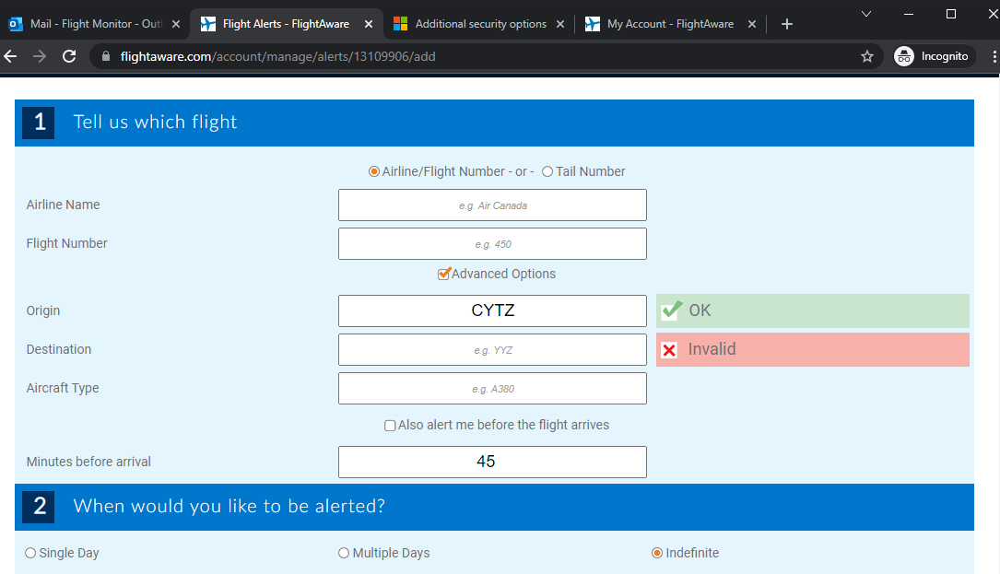 Mail - Flight Monitor - Out
Flight Alerts - FlightAware
Additional security options
My Account - FlightAware
flightaware.com/account/manage/alerts/13109906/add
Incognito
1 Tell us which flight
Airline/Flight Number - or - Tail Number
Airline Name e.g. Air Canada
Flight Number e.g. 450
Advanced Options
Origin CYTZ OK
Destination e.g. YYZ Invalid
Aircraft Type e.g. A380
Also alert me before the flight arrives
Minutes before arrival 45
2 When would you like to be alerted?
Single Day Multiple Days Indefinite